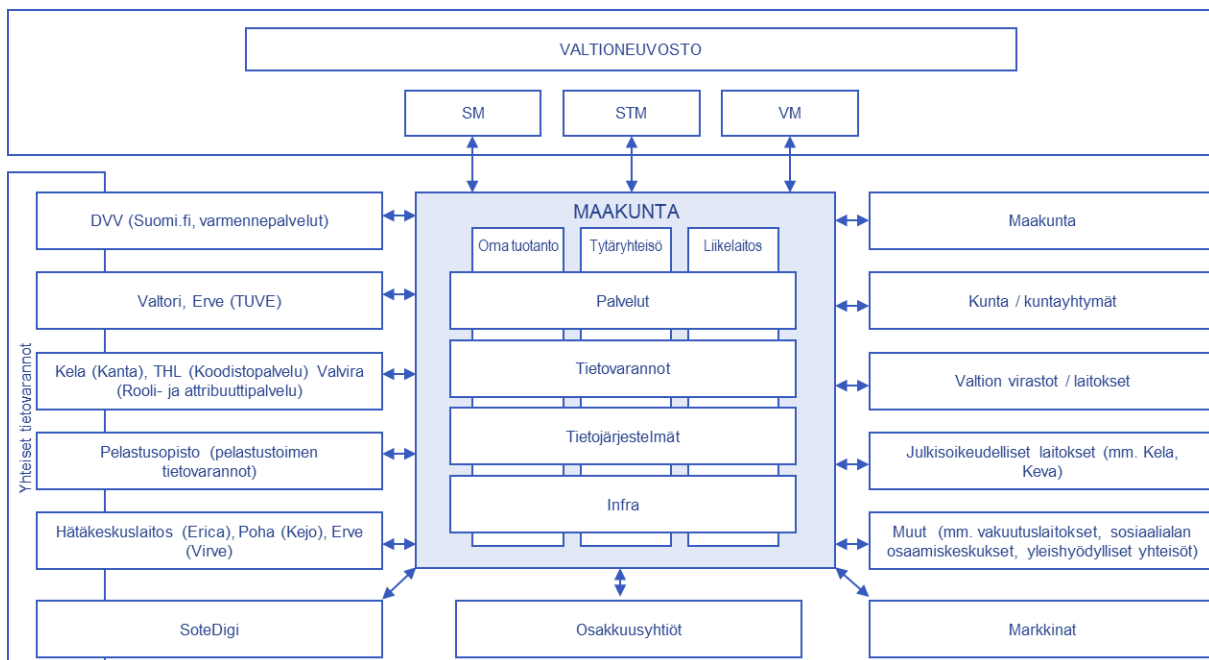 VALTIONEUVOSTO
SM
STM
VM
Yhteiset tietovarannot
DVV (Suomi.fi, varmennepalvelut)
Valtori, Erve (TUVE)
Kela (Kanta), THL (Koodistopalvelu) Valvira
(Rooli- ja attribuuttipalvelu)
Pelastusopisto (pelastustoimen
tietovarannot)
Hätäkeskuslaitos (Erica), Poha (Kejo), Erve
(Virve)
SoteDigi
MAAKUNTA
Oma tuotanto
Tytäryhteisö
Liikelaitos
Palvelut
Tietovarannot
Tietojärjestelmät
Infra
Osakkuusyhtiöt
Maakunta
Kunta / kuntayhtymät
Valtion virastot / laitokset
Julkisoikeudelliset laitokset (mm. Kela,
Keva)
Muut (mm. vakuutuslaitokset, sosiaalialan
osaamiskeskukset, yleishyödylliset yhteisöt)
Markkinat